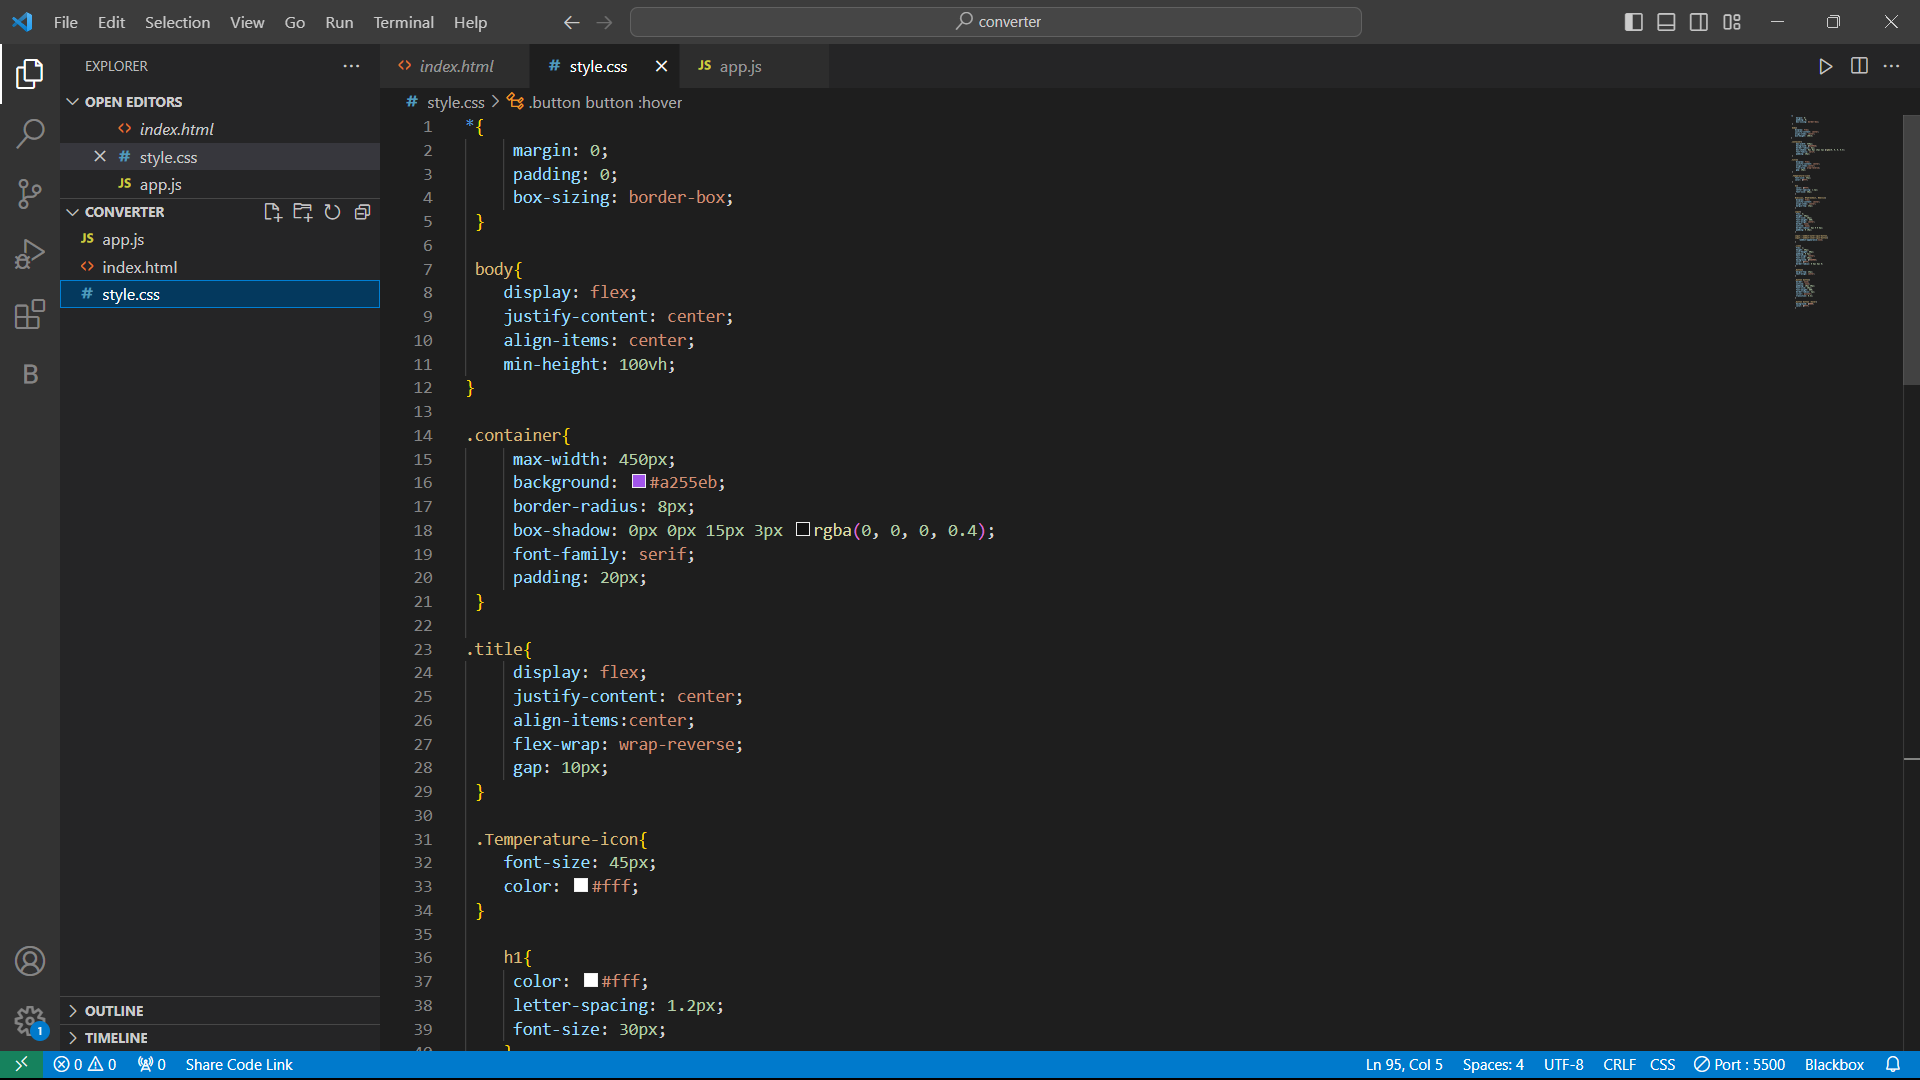 File Edit Selection View Go Run Terminal Help
converter
EXPLORER
OPEN EDITORS
<> index.html
# style.css
JS app.js
CONVERTER
JS app.js
<> index.html
# style.css
B
1
OUTLINE
TIMELINE
<> index.html # style.css JS app.js
# style.css > .button button :hover
1 *{
2 margin: 0;
3 padding: 0;
4 box-sizing: border-box;
5 }
6
7 body{
8 display: flex;
9 justify-content: center;
10 align-items: center;
11 min-height: 100vh;
12 }
13
14 .container{
15 max-width: 450px;
16 background: #a255eb;
17 border-radius: 8px;
18 box-shadow: 0px 0px 15px 3px rgba(0, 0, 0, 0.4);
19 font-family: serif;
20 padding: 20px;
21 }
22
23 .title{
24 display: flex;
25 justify-content: center;
26 align-items:center;
27 flex-wrap: wrap-reverse;
28 gap: 10px;
29 }
30
31 .Temperature-icon{
32 font-size: 45px;
33 color: #fff;
34 }
35
36 h1{
37 color: #fff;
38 letter-spacing: 1.2px;
39 font-size: 30px;
0 0 0 Share Code Link
Ln 95, Col 5 Spaces: 4 UTF-8 CRLF CSS Port : 5500 Blackbox